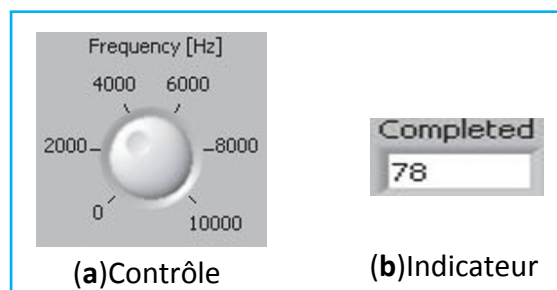 Frequency [Hz]
4000 6000
2000 8000
0 10000
(a)Contrôle
Completed
78
(b)Indicateur